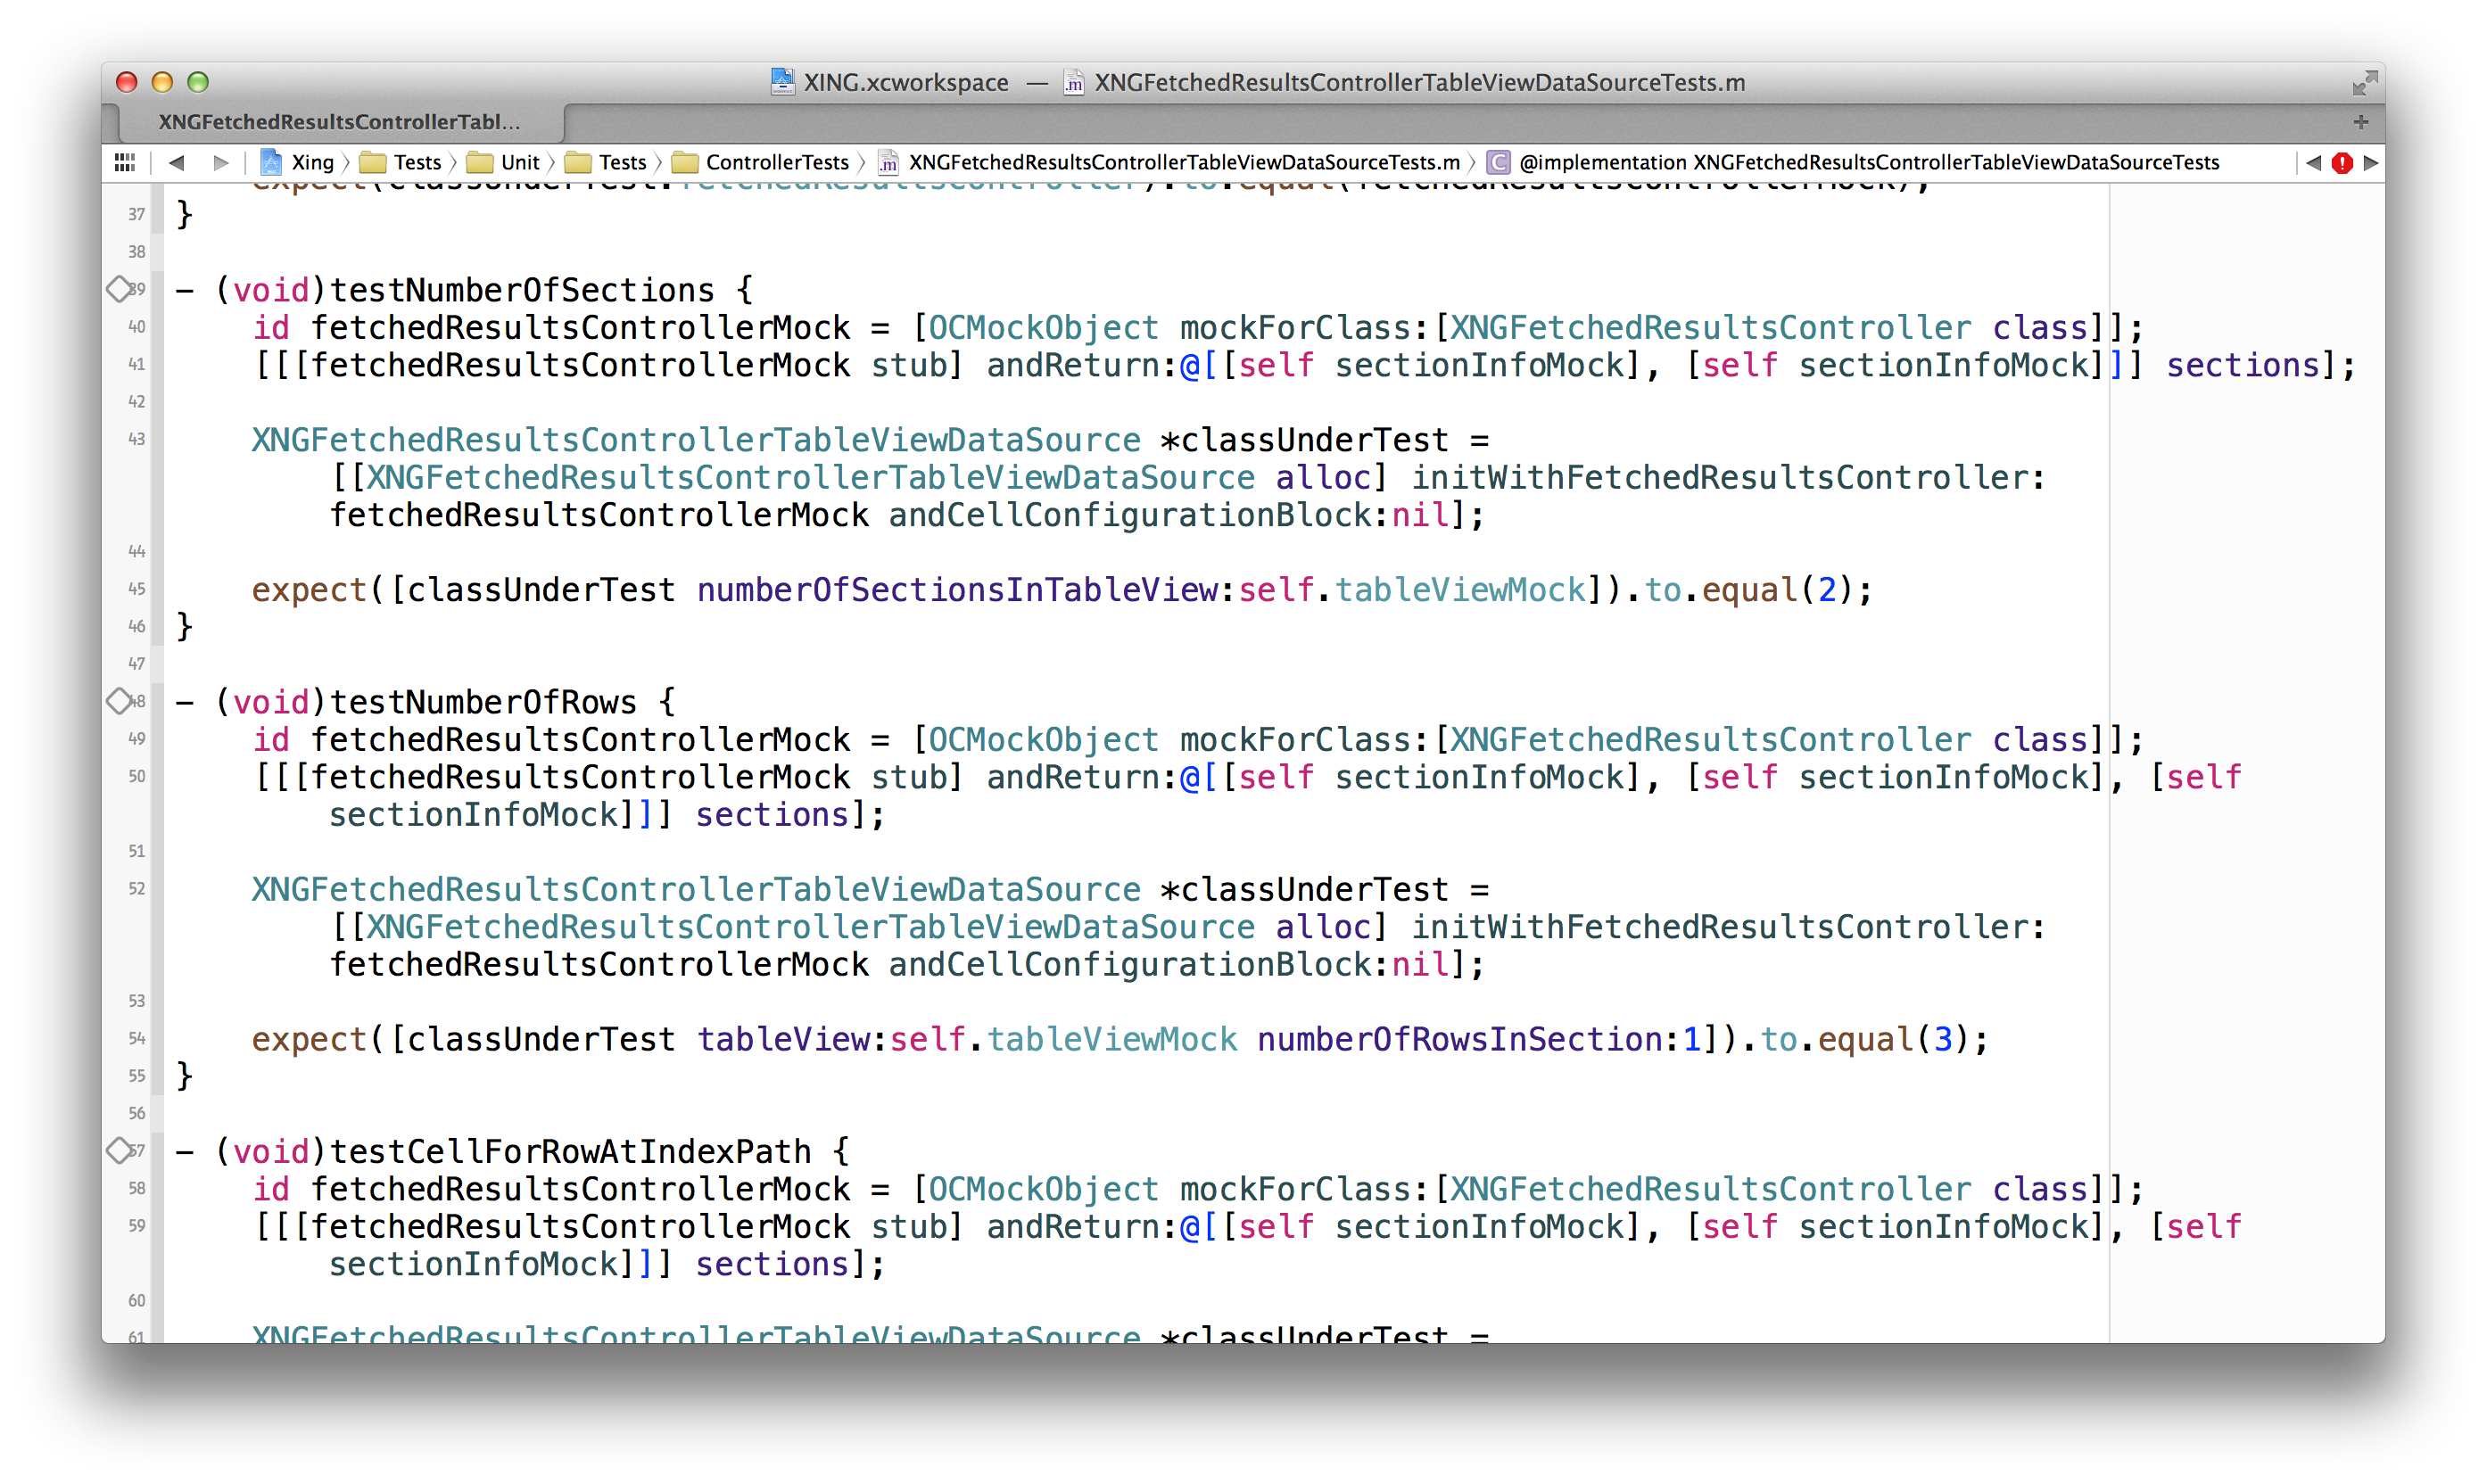 XING.xcworkspace — XNGFetchedResultsControllerTableViewDataSourceTests.m
XNGFetchedResultsControllerTabl...
Xing Tests Unit Tests ControllerTests XNGFetchedResultsControllerTableViewDataSourceTests.m @implementation XNGFetchedResultsControllerTableViewDataSourceTests
expect(classUnderTest.fetchedResultsController).to.equal(fetchedResultsControllerMock);
37 }
38
39 - (void)testNumberOfSections {
40 id fetchedResultsControllerMock = [OCMockObject mockForClass:[XNGFetchedResultsController class]];
41 [[[fetchedResultsControllerMock stub] andReturn:@[[self sectionInfoMock], [self sectionInfoMock]]] sections];
42
43 XNGFetchedResultsControllerTableViewDataSource *classUnderTest =
[[XNGFetchedResultsControllerTableViewDataSource alloc] initWithFetchedResultsController:
fetchedResultsControllerMock andCellConfigurationBlock:nil];
44
45 expect([classUnderTest numberOfSectionsInTableView:self.tableViewMock]).to.equal(2);
46 }
47
48 - (void)testNumberOfRows {
49 id fetchedResultsControllerMock = [OCMockObject mockForClass:[XNGFetchedResultsController class]];
50 [[[fetchedResultsControllerMock stub] andReturn:@[[self sectionInfoMock], [self sectionInfoMock], [self
sectionInfoMock]]] sections];
51
52 XNGFetchedResultsControllerTableViewDataSource *classUnderTest =
[[XNGFetchedResultsControllerTableViewDataSource alloc] initWithFetchedResultsController:
fetchedResultsControllerMock andCellConfigurationBlock:nil];
53
54 expect([classUnderTest tableView:self.tableViewMock numberOfRowsInSection:1]).to.equal(3);
55 }
56
57 - (void)testCellForRowAtIndexPath {
58 id fetchedResultsControllerMock = [OCMockObject mockForClass:[XNGFetchedResultsController class]];
59 [[[fetchedResultsControllerMock stub] andReturn:@[[self sectionInfoMock], [self sectionInfoMock], [self
sectionInfoMock]]] sections];
60
61 XNGFetchedResultsControllerTableViewDataSource *classUnderTest =